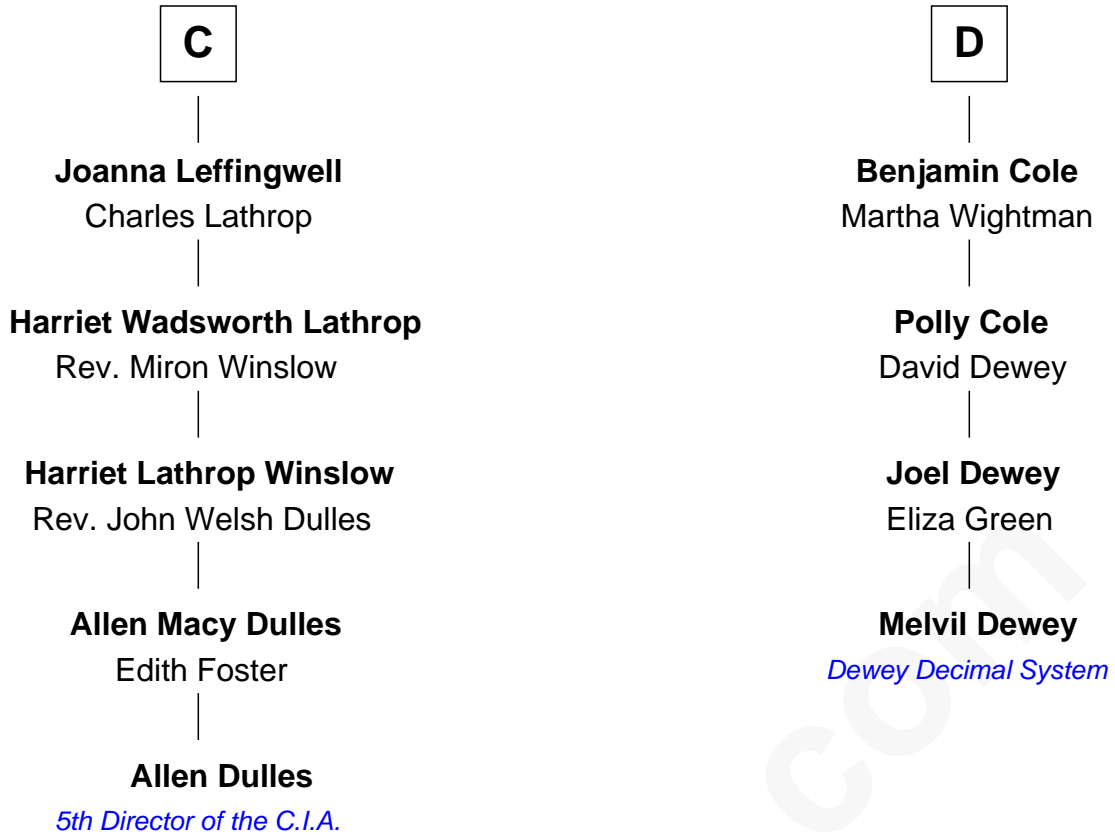 C
Joanna Leffingwell
Charles Lathrop
Harriet Wadsworth Lathrop
Rev. Miron Winslow
Harriet Lathrop Winslow
Rev. John Welsh Dulles
Allen Macy Dulles
Edith Foster
Allen Dulles
5th Director of the C.I.A.
D
Benjamin Cole
Martha Wightman
Polly Cole
David Dewey
Joel Dewey
Eliza Green
Melvil Dewey
Dewey Decimal System
com